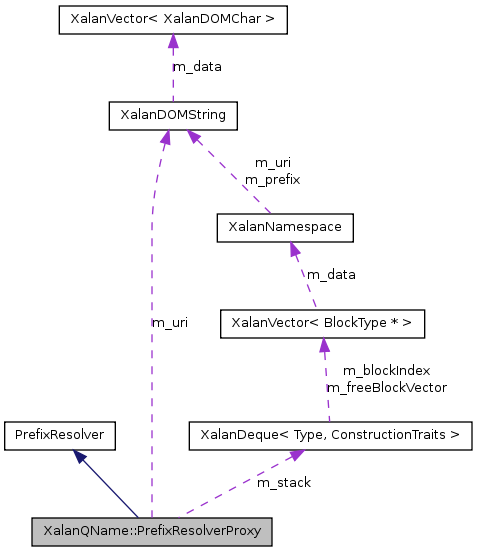 XalanVector< XalanDOMChar >
m_data
XalanDOMString
m_uri
m_prefix
XalanNamespace
m_data
m_uri
XalanVector< BlockType * >
m_blockIndex
m_freeBlockVector
PrefixResolver
XalanDeque< Type, ConstructionTraits >
m_stack
XalanQName::PrefixResolverProxy